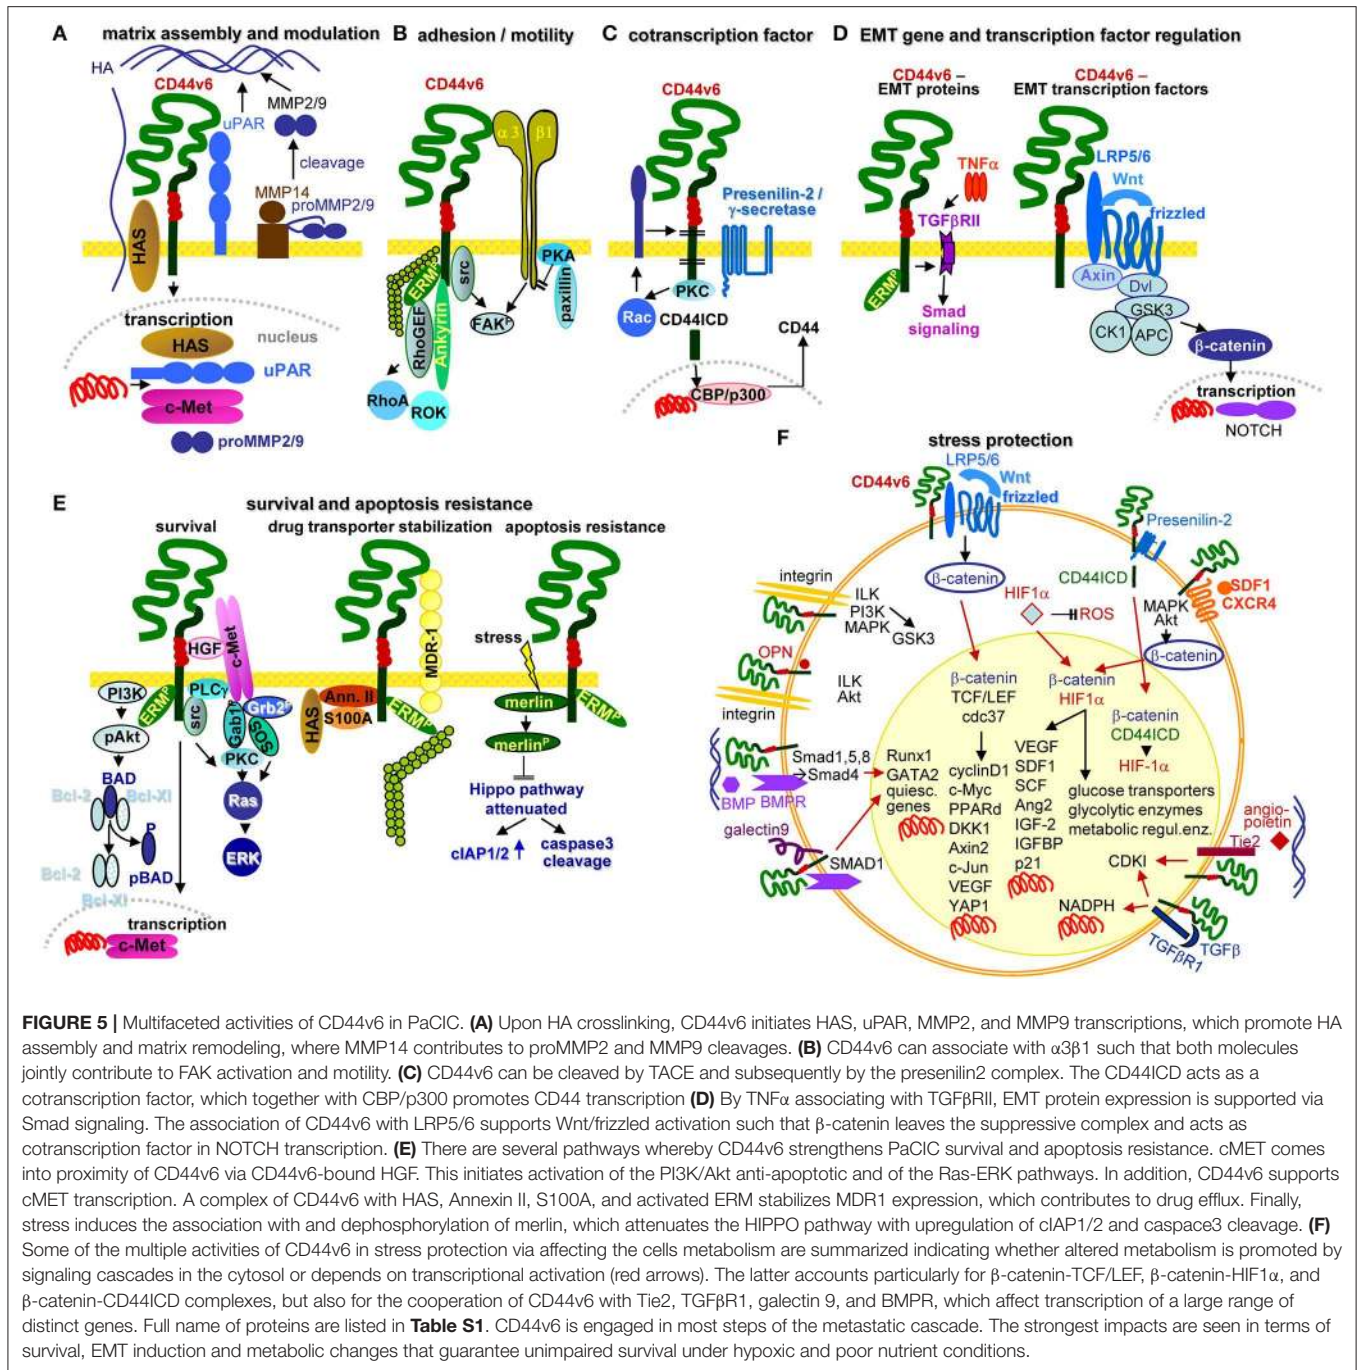 A matrix assembly and modulation
HA
CD44v6
uPAR
MMP2/9
cleavage
MMP14
proMMP2/9
HAS
transcription
nucleus
HAS
uPAR
c-Met
proMMP2/9
B adhesion / motility
CD44v6
α3
β1
ERMᴾ
src
PKA
paxillin
FAKᴾ
RhoGEF
Ankyrin
RhoA
ROK
C cotranscription factor
CD44v6
Presenilin-2 /
γ-secretase
PKC
Rac
CD44ICD
CD44
CBP/p300
D EMT gene and transcription factor regulation
CD44v6 –
EMT proteins
TNFα
TGFβRII
ERMᴾ
Smad
signaling
CD44v6 –
EMT transcription factors
LRP5/6
Wnt
frizzled
Axin
Dvl
GSK3
CK1
APC
β-catenin
transcription
NOTCH
E survival and apoptosis resistance
survival
drug transporter stabilization
apoptosis resistance
HGF
c-Met
PI3K
ERMᴾ
PLCγ
src
Gab1ᴾ
Grb2ᴾ
SOS
pAkt
PKC
BAD
Bcl-2
Bcl-Xl
Ras
P
ERK
Bcl-2
pBAD
Bcl-Xl
transcription
c-Met
MDR-1
HAS
Ann. II
S100A
ERMᴾ
stress
merlin
ERMᴾ
merlinᴾ
Hippo pathway
attenuated
cIAP1/2
caspase3
cleavage
F stress protection
LRP5/6
CD44v6
Wnt
frizzled
Presenilin-2
β-catenin
CD44ICD
SDF1
CXCR4
integrin
ILK
PI3K
MAPK
GSK3
HIF1α
ROS
MAPK
Akt
β-catenin
OPN
ILK
Akt
integrin
β-catenin
TCF/LEF
cdc37
β-catenin
HIF1α
β-catenin
CD44ICD
HIF-1α
Smad1,5,8
→Smad4
BMP
BMPR
Runx1
GATA2
quiesc.
genes
cyclinD1
c-Myc
PPARd
DKK1
Axin2
c-Jun
VEGF
YAP1
VEGF
SDF1
SCF
Ang2
IGF-2
IGFBP
p21
glucose transporters
glycolytic enzymes
metabolic regul.enz.
galectin9
SMAD1
angio-
poietin
Tie2
CDKI
NADPH
TGFβR1
TGFβ
FIGURE 5 | Multifaceted activities of CD44v6 in PaCIC. (A) Upon HA crosslinking, CD44v6 initiates HAS, uPAR, MMP2, and MMP9 transcriptions, which promote HA
assembly and matrix remodeling, where MMP14 contributes to proMMP2 and MMP9 cleavages. (B) CD44v6 can associate with α3β1 such that both molecules
jointly contribute to FAK activation and motility. (C) CD44v6 can be cleaved by TACE and subsequently by the presenilin2 complex. The CD44ICD acts as a
cotranscription factor, which together with CBP/p300 promotes CD44 transcription (D) By TNFα associating with TGFβRII, EMT protein expression is supported via
Smad signaling. The association of CD44v6 with LRP5/6 supports Wnt/frizzled activation such that β-catenin leaves the suppressive complex and acts as
cotranscription factor in NOTCH transcription. (E) There are several pathways whereby CD44v6 strengthens PaCIC survival and apoptosis resistance. cMET comes
into proximity of CD44v6 via CD44v6-bound HGF. This initiates activation of the PI3K/Akt anti-apoptotic and of the Ras-ERK pathways. In addition, CD44v6 supports
cMET transcription. A complex of CD44v6 with HAS, Annexin II, S100A, and activated ERM stabilizes MDR1 expression, which contributes to drug efflux. Finally,
stress induces the association with and dephosphorylation of merlin, which attenuates the HIPPO pathway with upregulation of cIAP1/2 and caspace3 cleavage. (F)
Some of the multiple activities of CD44v6 in stress protection via affecting the cells metabolism are summarized indicating whether altered metabolism is promoted by
signaling cascades in the cytosol or depends on transcriptional activation (red arrows). The latter accounts particularly for β-catenin-TCF/LEF, β-catenin-HIF1α, and
β-catenin-CD44ICD complexes, but also for the cooperation of CD44v6 with Tie2, TGFβR1, galectin 9, and BMPR, which affect transcription of a large range of
distinct genes. Full name of proteins are listed in Table S1. CD44v6 is engaged in most steps of the metastatic cascade. The strongest impacts are seen in terms of
survival, EMT induction and metabolic changes that guarantee unimpaired survival under hypoxic and poor nutrient conditions.